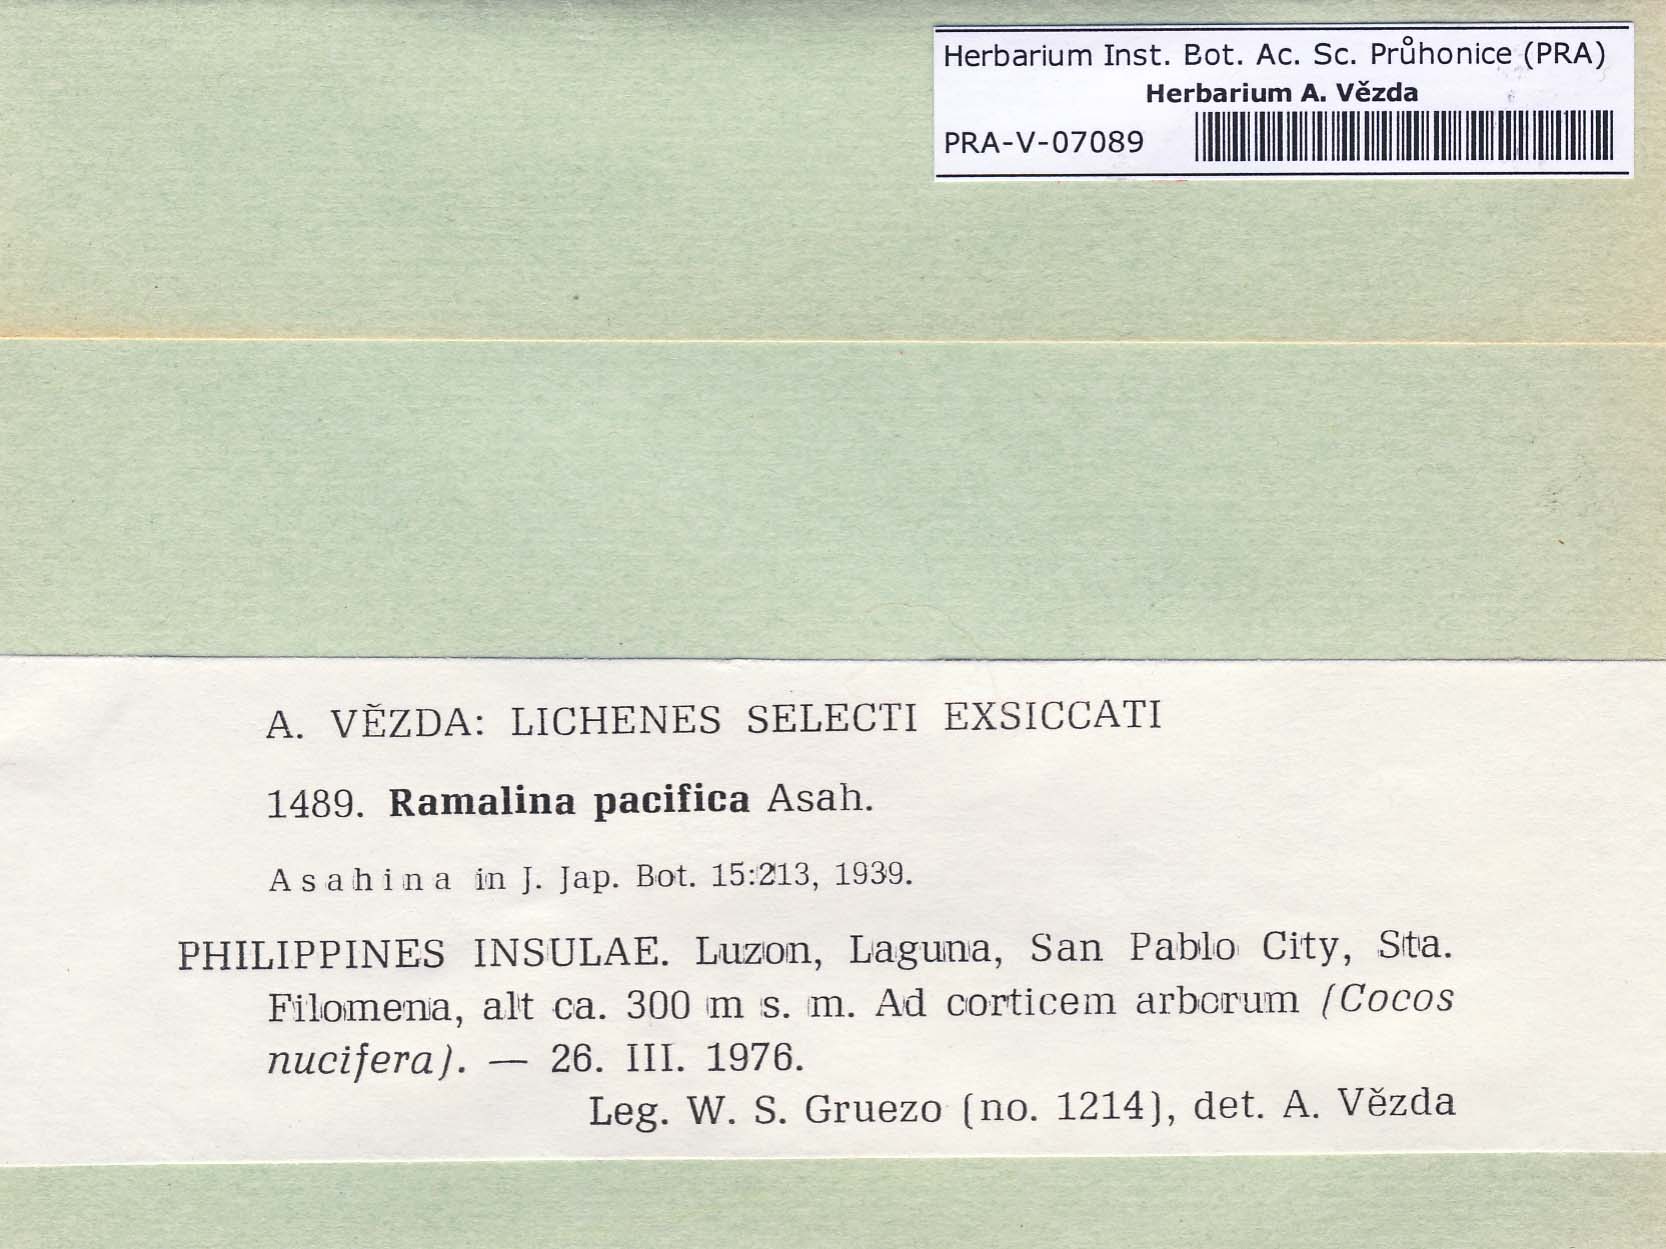 Herbarium Inst. Bot. Ac. Sc. Průhonice (PRA)
Herbarium A. Vězda
PRA-V-07089
A. VĚZDA: LICHENES SELECTI EXSICCATI
1489. Ramalina pacifica Asah.
Asahina in J. Jap. Bot. 15:213, 1939.
PHILIPPINES INSULAE. Luzon, Laguna, San Pablo City, Sta.
Filomena, alt ca. 300 m s. m. Ad corticem arborum (Cocos
nucifera). — 26. III. 1976.
Leg. W. S. Gruezo (no. 1214), det. A. Vězda